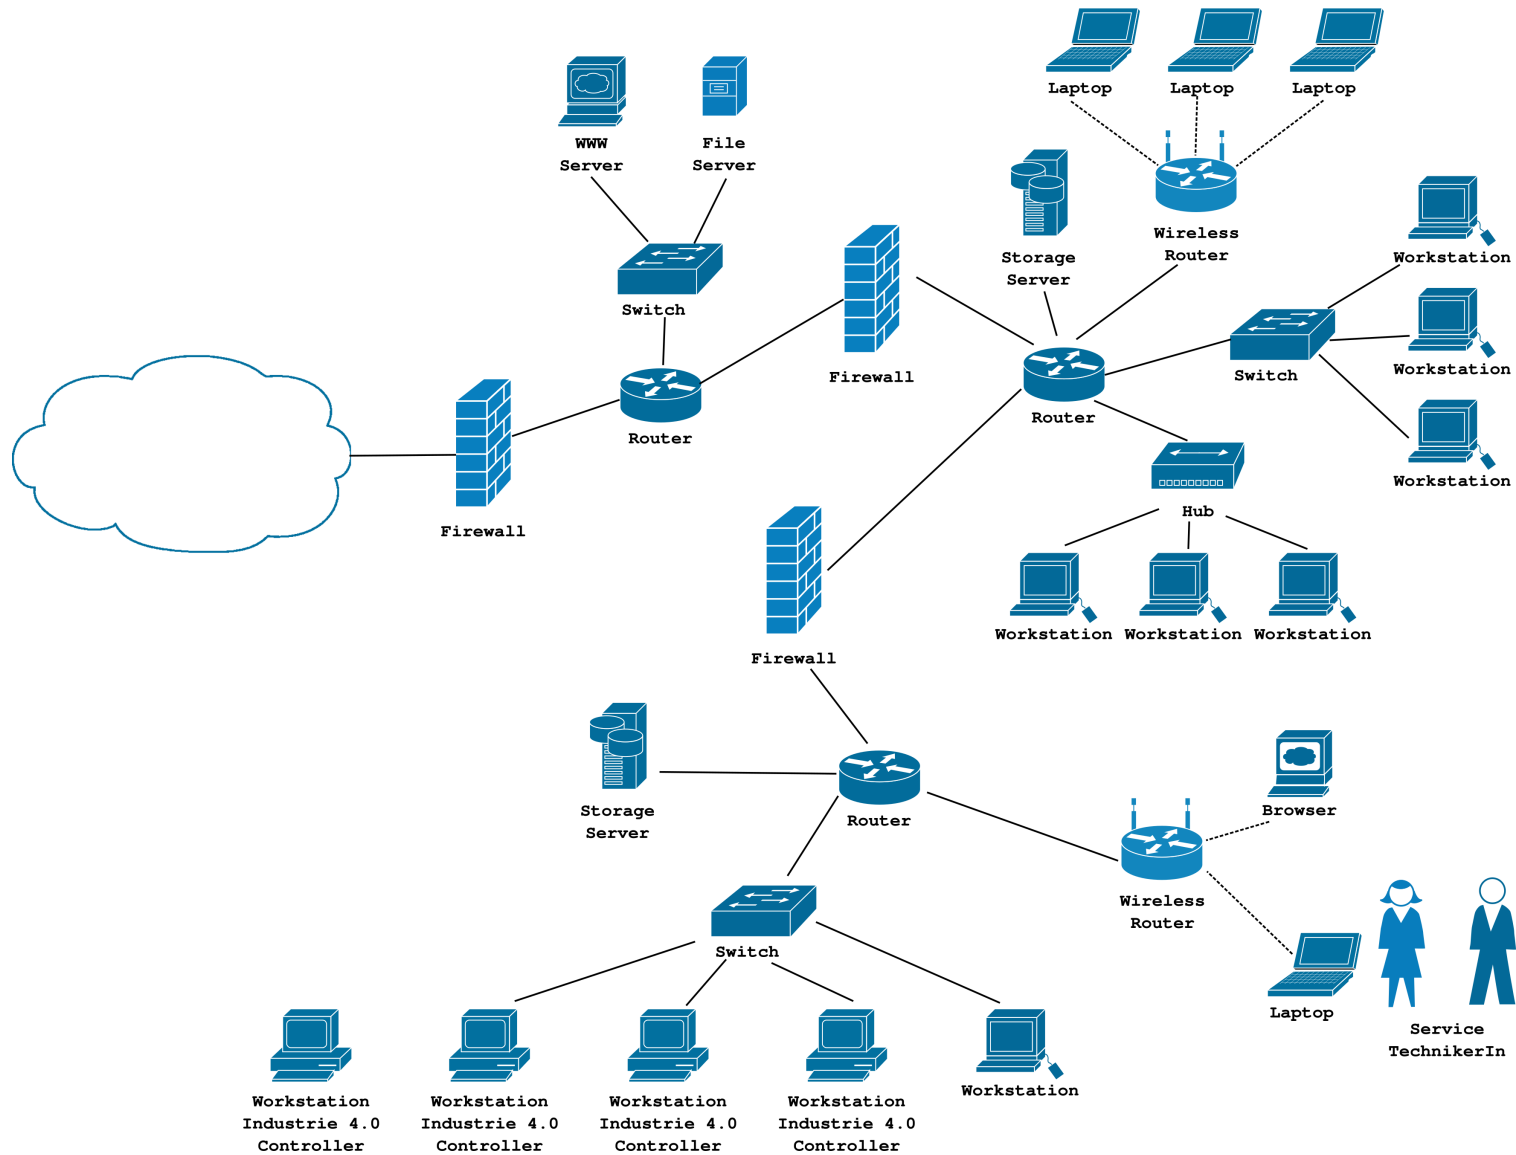 Laptop
Laptop
Laptop
WWW
Server
File
Server
Wireless
Router
Storage
Server
Workstation
Switch
Firewall
Switch
Workstation
Router
Router
Workstation
Firewall
Hub
Workstation
Workstation
Workstation
Firewall
Storage
Server
Router
Browser
Wireless
Router
Switch
Laptop
Service
TechnikerIn
Workstation
Industrie 4.0
Controller
Workstation
Industrie 4.0
Controller
Workstation
Industrie 4.0
Controller
Workstation
Industrie 4.0
Controller
Workstation